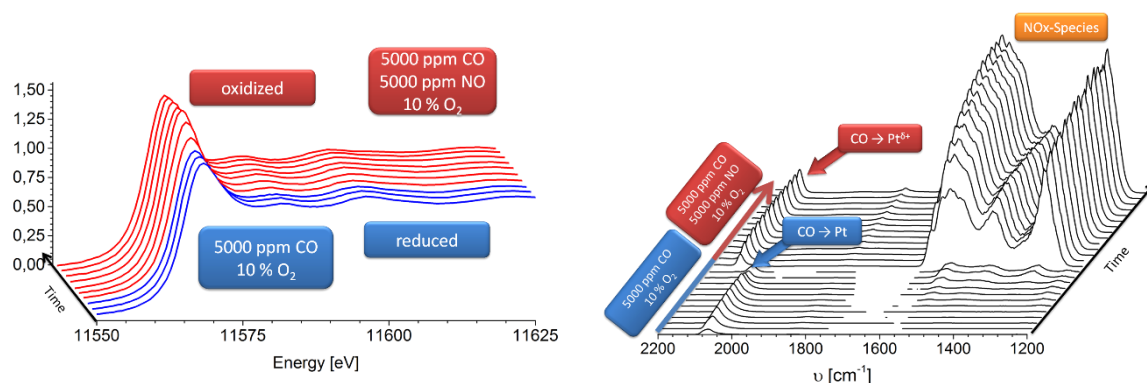 1,50
1,25
1,00
0,75
0,50
0,25
0,00
oxidized
5000 ppm CO
5000 ppm NO
10 % O₂
5000 ppm CO
10 % O₂
reduced
Time
11550
11575
11600
11625
Energy [eV]
NOx-Species
CO → Ptᵟ⁺
CO → Pt
5000 ppm CO
5000 ppm NO
10 % O₂
5000 ppm CO
10 % O₂
Time
2200
2000
1800
1600
1400
1200
υ [cm⁻¹]